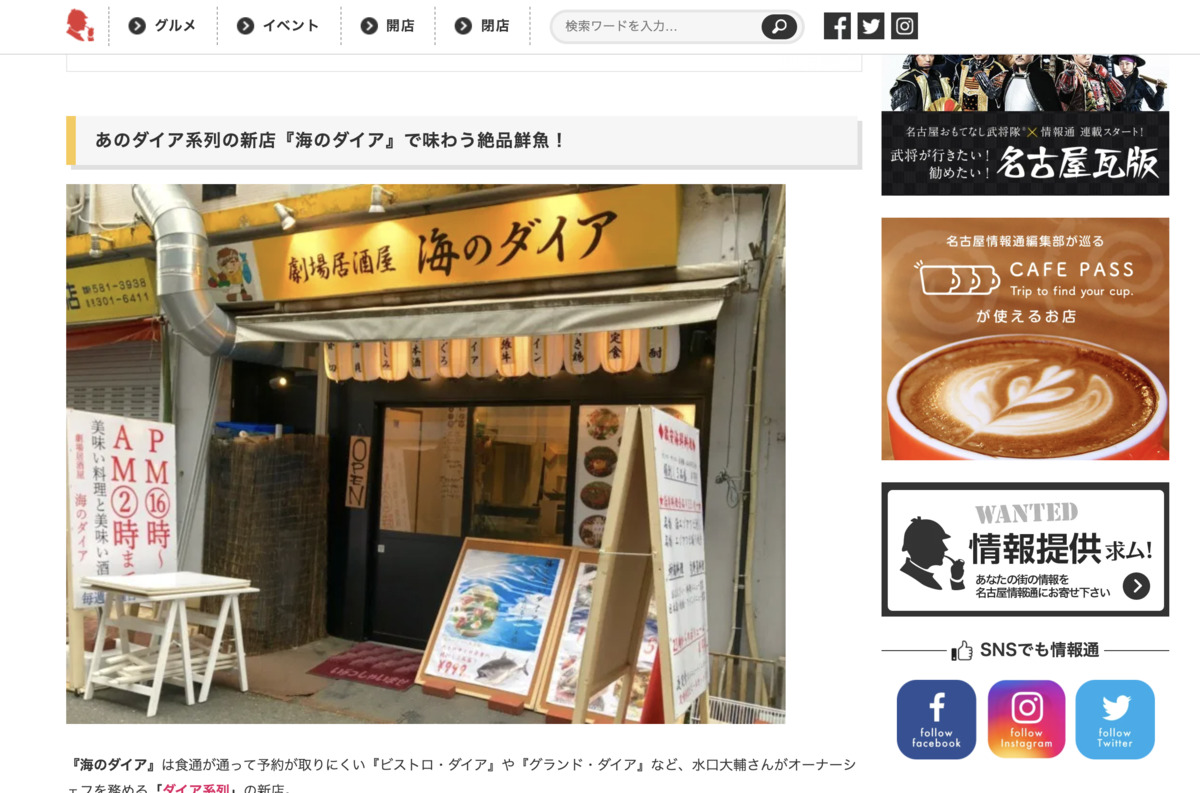 グルメ
イベント
開店
閉店
検索ワードを入力...
あのダイア系列の新店『海のダイア』で味わう絶品鮮魚！
劇場居酒屋 海のダイア
581-3938
301-6411
OPEN
PM⑯時〜
AM②時まで
美味い料理と美味い酒
劇場居酒屋 海のダイア
いらっしゃいませ
『海のダイア』は食通が通って予約が取りにくい『ビストロ・ダイア』や『グランド・ダイア』など、水口大輔さんがオーナーシ
ェフを務める「ダイア系列」の新店。
名古屋おもてなし武将隊®×情報通 連載スタート!
武将が行きたい!
勧めたい!
名古屋瓦版
名古屋情報通編集部が巡る
CAFE PASS
Trip to find your cup.
が使えるお店
WANTED
情報提供求ム!
あなたの街の情報を
名古屋情報通にお寄せ下さい
SNSでも情報通
follow
facebook
follow
Instagram
follow
Twitter